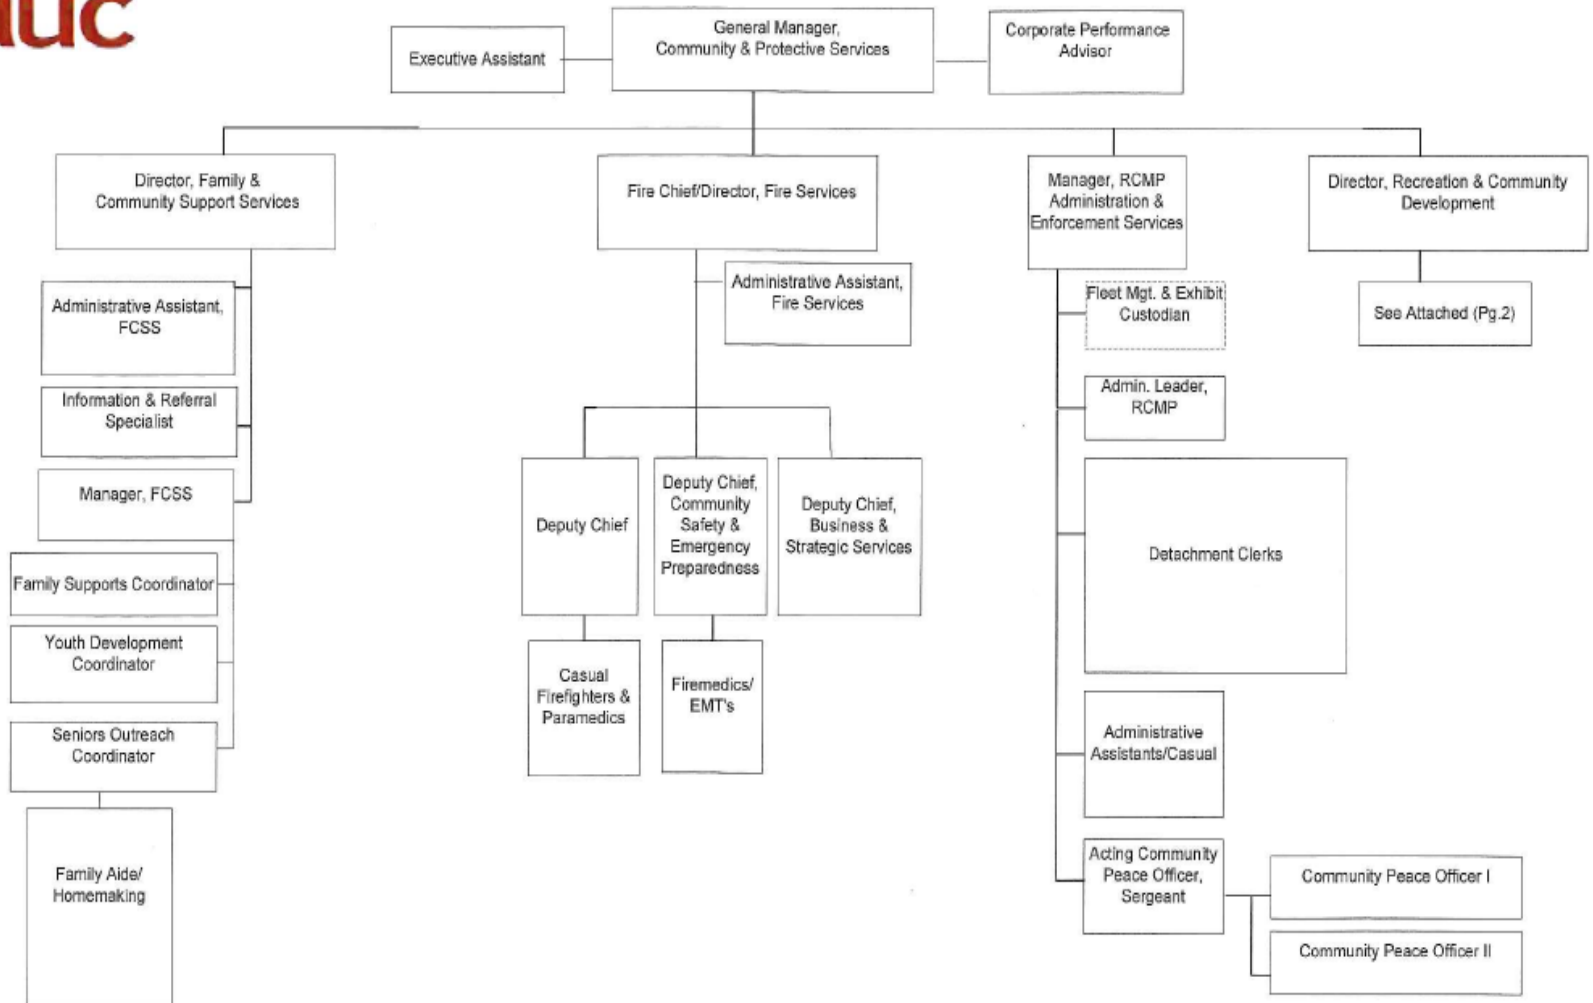 General Manager,
Community & Protective Services
Executive Assistant
Corporate Performance
Advisor
Director, Family &
Community Support Services
Fire Chief/Director, Fire Services
Manager, RCMP
Administration &
Enforcement Services
Director, Recreation & Community
Development
Administrative Assistant,
FCSS
Information & Referral
Specialist
Manager, FCSS
Family Supports Coordinator
Youth Development
Coordinator
Seniors Outreach
Coordinator
Family Aide/
Homemaking
Administrative Assistant,
Fire Services
Deputy Chief
Deputy Chief,
Community
Safety &
Emergency
Preparedness
Deputy Chief,
Business &
Strategic Services
Casual
Firefighters &
Paramedics
Firemedics/
EMT's
Fleet Mgt. & Exhibit
Custodian
Admin. Leader,
RCMP
Detachment Clerks
Administrative
Assistants/Casual
Acting Community
Peace Officer,
Sergeant
Community Peace Officer I
Community Peace Officer II
See Attached (Pg.2)